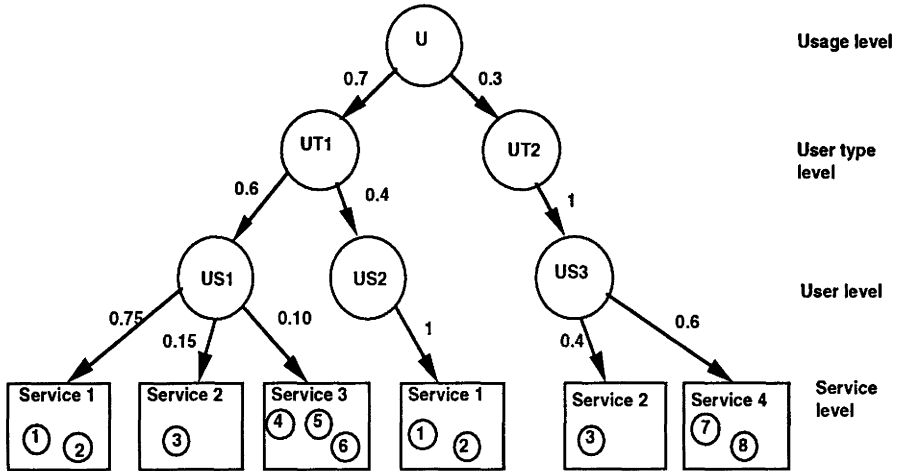 U
Usage level
0.7
0.3
UT1
UT2
User type
level
0.6
0.4
1
US1
US2
US3
User level
0.75
0.15
0.10
1
0.4
0.6
Service 1
Service 2
Service 3
Service 1
Service 2
Service 4
Service
level
1
2
3
4
5
6
1
2
3
7
8